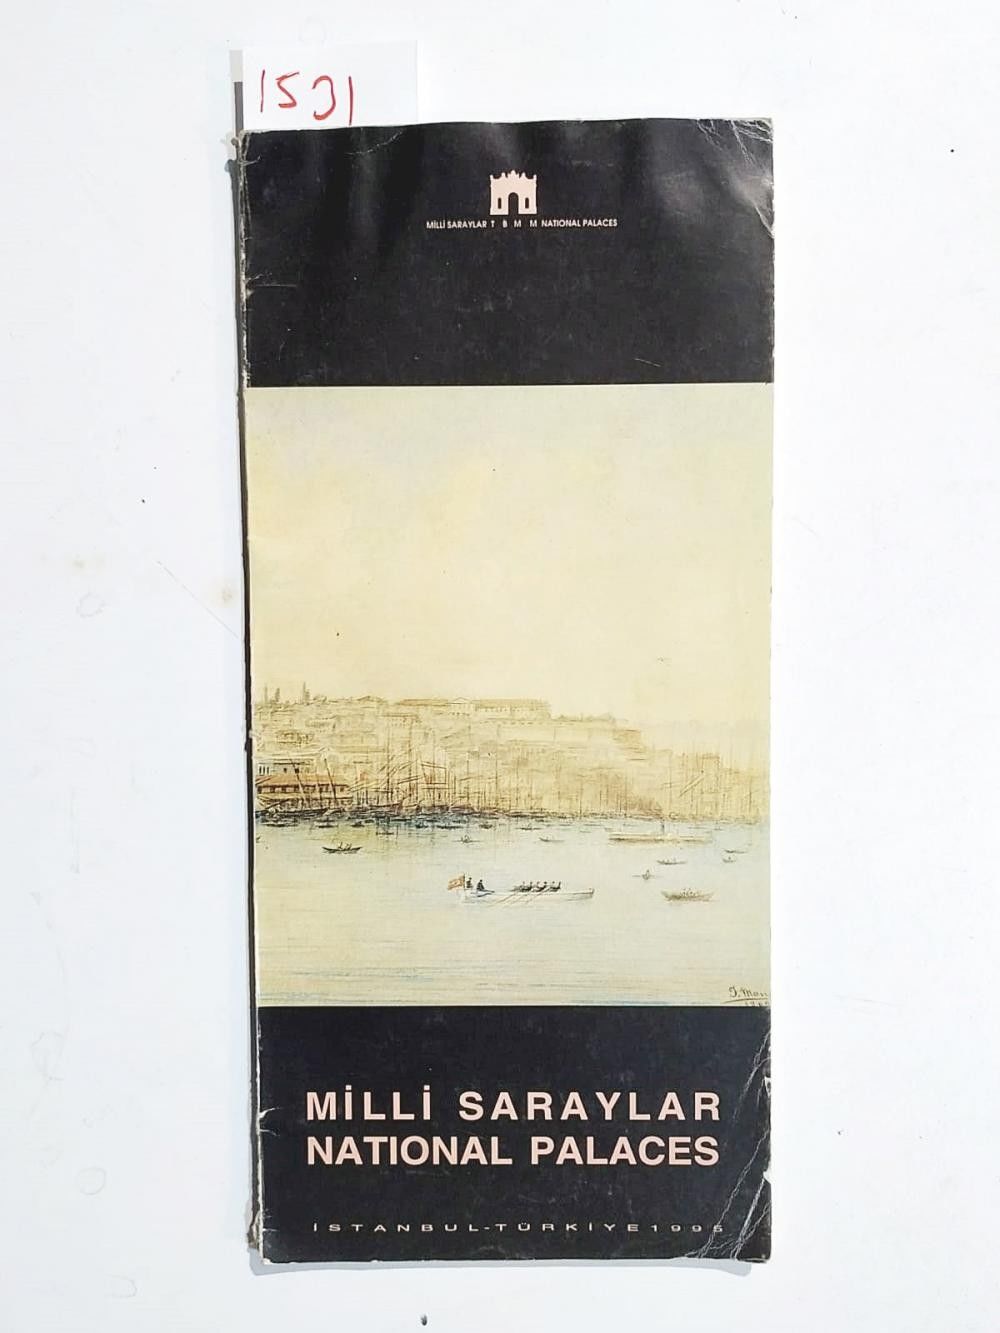 1531
MİLLİ SARAYLAR T B M M NATIONAL PALACES
MİLLİ SARAYLAR
NATIONAL PALACES
İSTANBUL-TÜRKİYE 1995